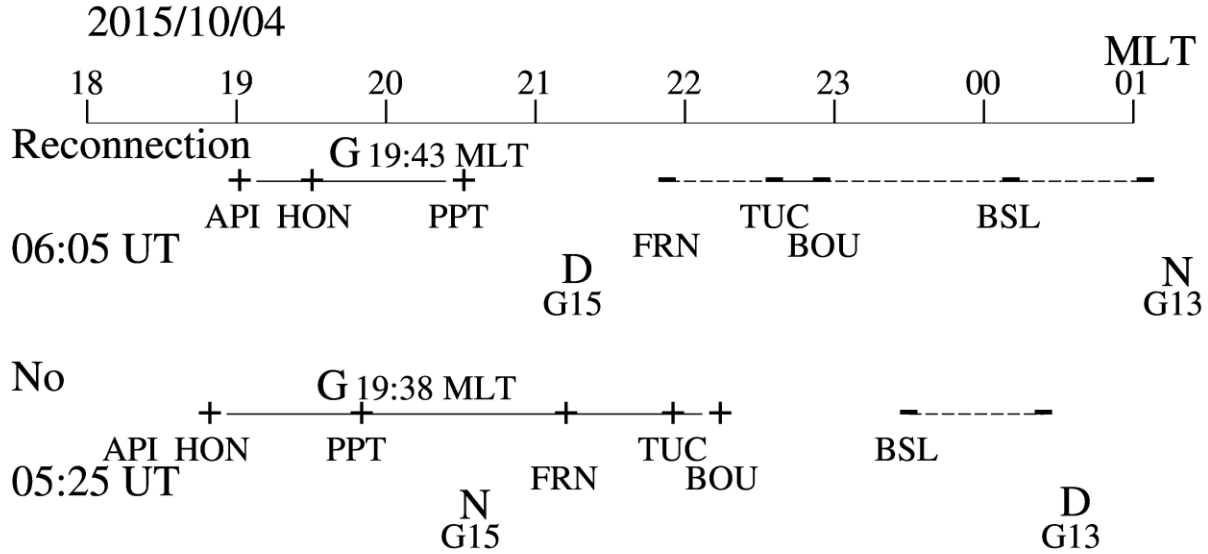 2015/10/04
MLT
18 19 20 21 22 23 00 01
Reconnection
G 19:43 MLT
API HON PPT TUC BSL
06:05 UT FRN BOU
D N
G15 G13
No
G 19:38 MLT
API HON PPT TUC BSL
05:25 UT FRN BOU
N D
G15 G13